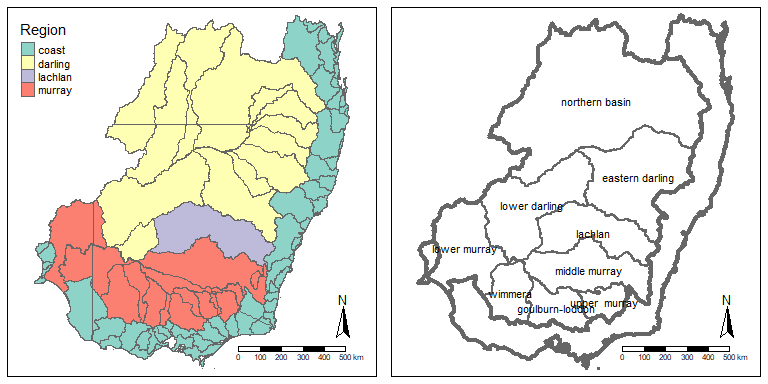 Region
coast
darling
lachlan
murray
N
0 100 200 300 400 500 km
northern basin
eastern darling
lower darling
lachlan
lower murray
middle murray
wimmera
upper murray
goulburn-loddon
N
0 100 200 300 400 500 km